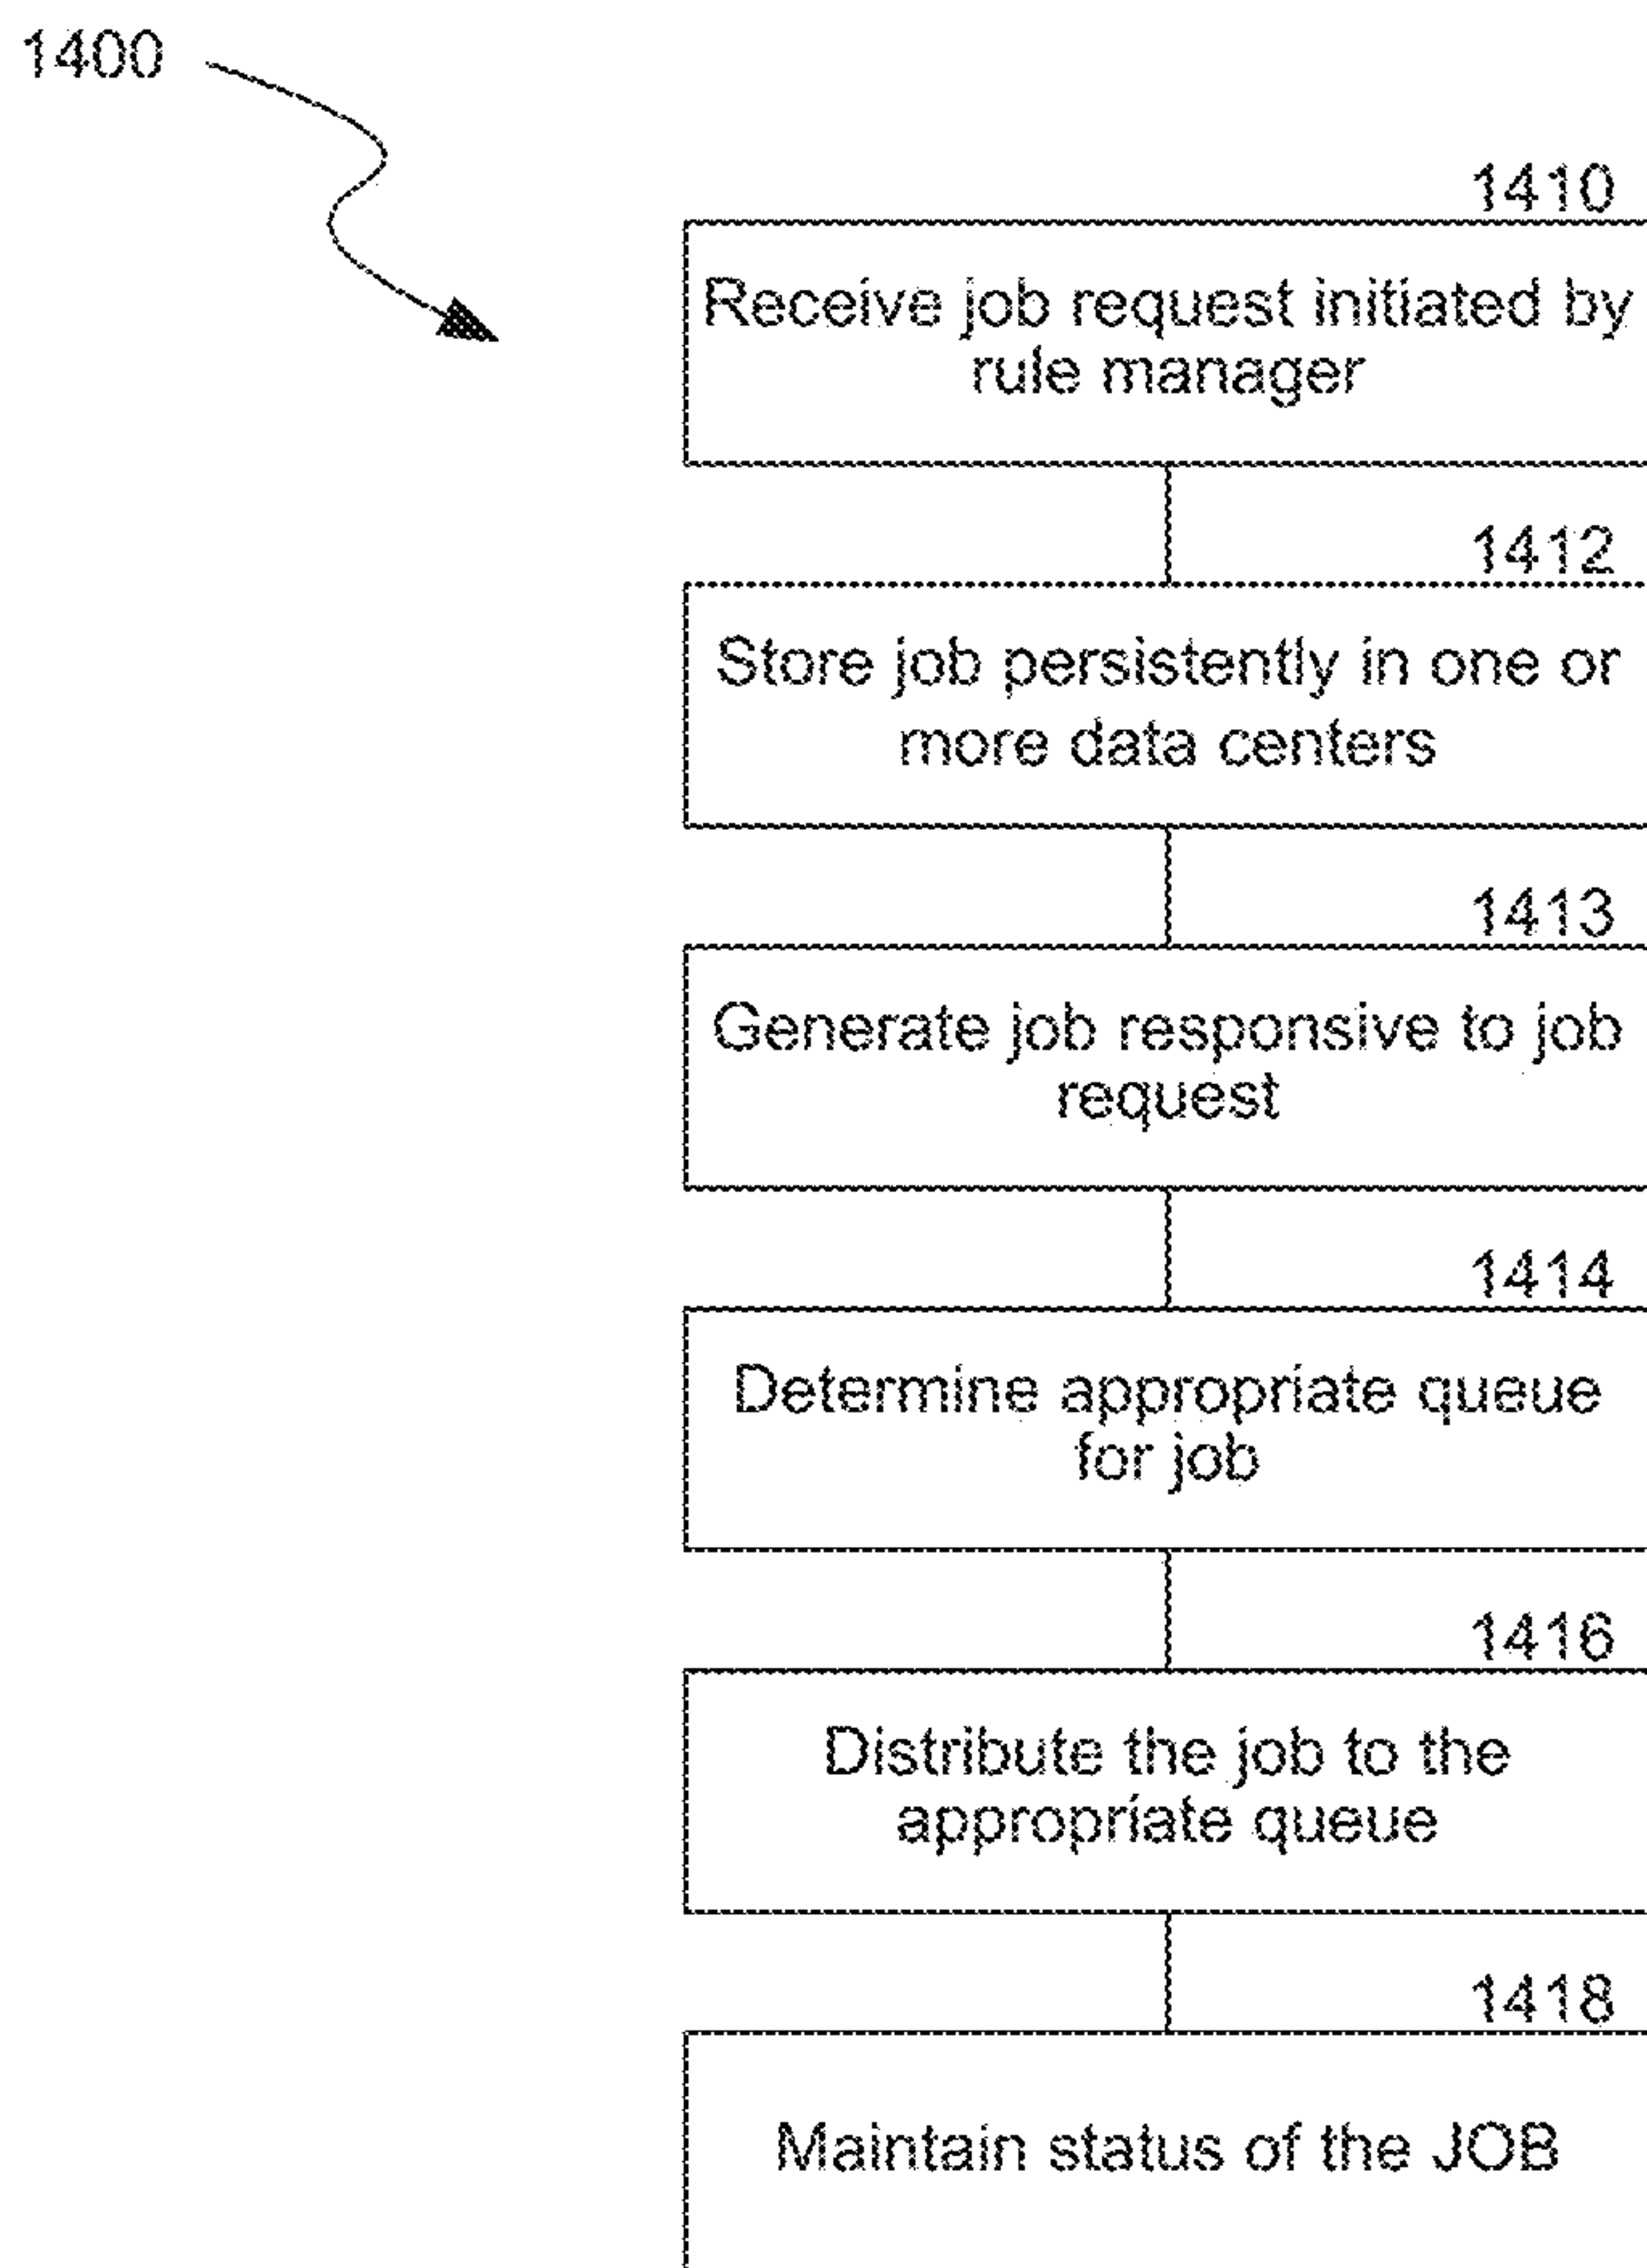 1400
1410
Receive job request initiated by
rule manager
1412
Store job persistently in one or
more data centers
1413
Generate job responsive to job
request
1414
Determine appropriate queue
for job
1416
Distribute the job to the
appropriate queue
1418
Maintain status of the JOB